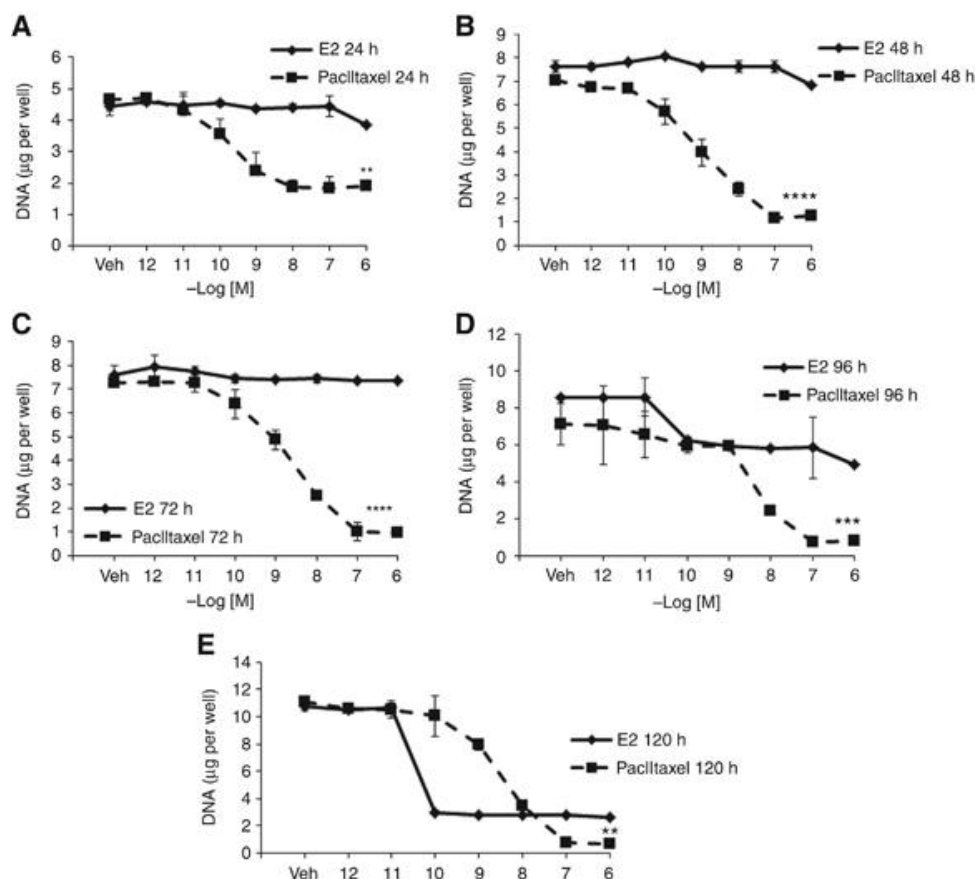 A
E2 24 h
Paclltaxel 24 h
DNA (µg per well)
6
5
4
3
2
1
0
**
Veh 12 11 10 9 8 7 6
–Log [M]
B
E2 48 h
Paclltaxel 48 h
DNA (µg per well)
9
8
7
6
5
4
3
2
1
0
****
Veh 12 11 10 9 8 7 6
–Log [M]
C
DNA (µg per well)
9
8
7
6
5
4
3
2
1
0
E2 72 h
Paclltaxel 72 h
****
Veh 12 11 10 9 8 7 6
–Log [M]
D
E2 96 h
Paclltaxel 96 h
DNA (µg per well)
12
10
8
6
4
2
0
***
Veh 12 11 10 9 8 7 6
–Log [M]
E
DNA (µg per well)
14
12
10
8
6
4
2
0
E2 120 h
Paclltaxel 120 h
**
Veh 12 11 10 9 8 7 6